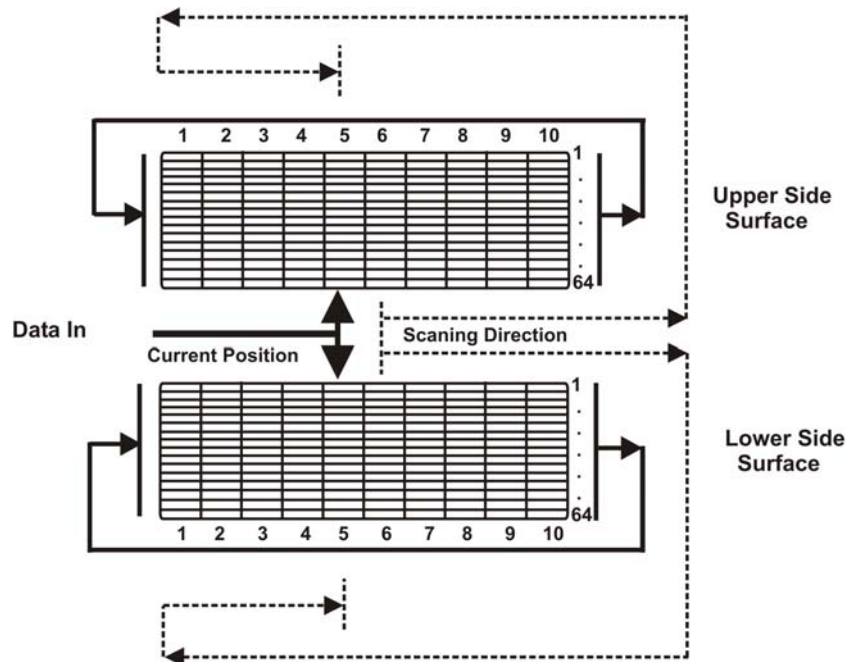 1 2 3 4 5 6 7 8 9 10
1
.
.
.
.
.
64
Upper Side
Surface
Data In
Current Position
Scaning Direction
1
.
.
.
.
.
64
Lower Side
Surface
1 2 3 4 5 6 7 8 9 10